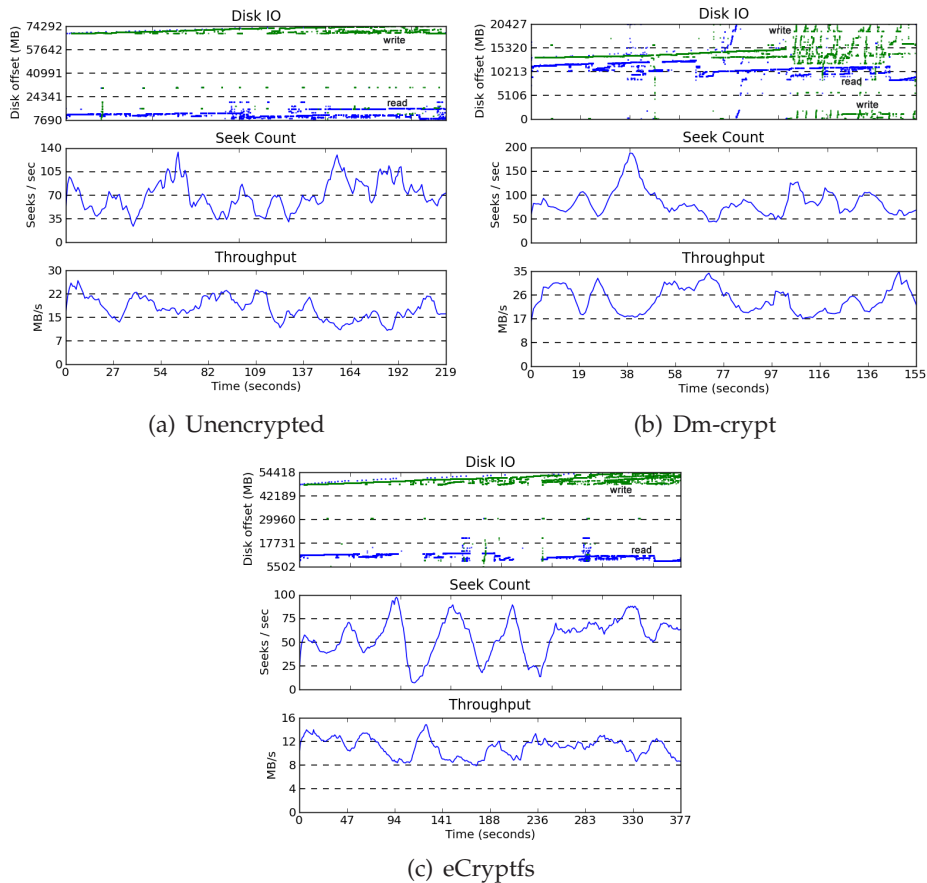 Disk IO
Disk offset (MB)
74292
57642
40991
24341
7690
write
read
Seek Count
Seeks / sec
140
105
70
35
0
Throughput
MB/s
30
22
15
7
0
0 27 54 82 109 137 164 192 219
Time (seconds)
(a) Unencrypted
Disk IO
Disk offset (MB)
20427
15320
10213
5106
0
write
read
write
Seek Count
Seeks / sec
200
150
100
50
0
Throughput
MB/s
35
26
17
8
0
0 19 38 58 77 97 116 136 155
Time (seconds)
(b) Dm-crypt
Disk IO
Disk offset (MB)
54418
42189
29960
17731
5502
write
read
Seek Count
Seeks / sec
100
75
50
25
0
Throughput
MB/s
16
12
8
4
0
0 47 94 141 188 236 283 330 377
Time (seconds)
(c) eCryptfs